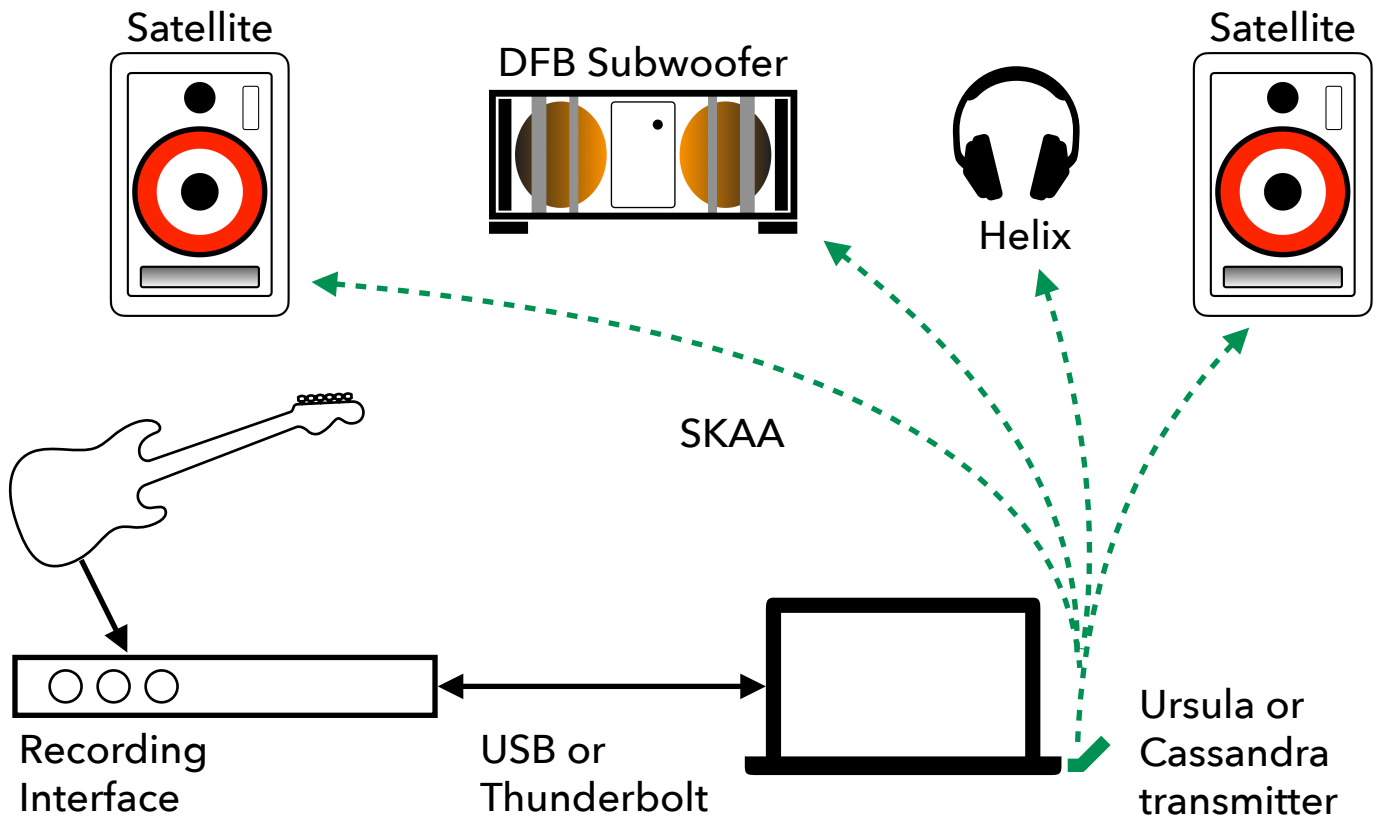 Satellite
DFB Subwoofer
Satellite
Helix
SKAA
Recording
Interface
USB or
Thunderbolt
Ursula or
Cassandra
transmitter